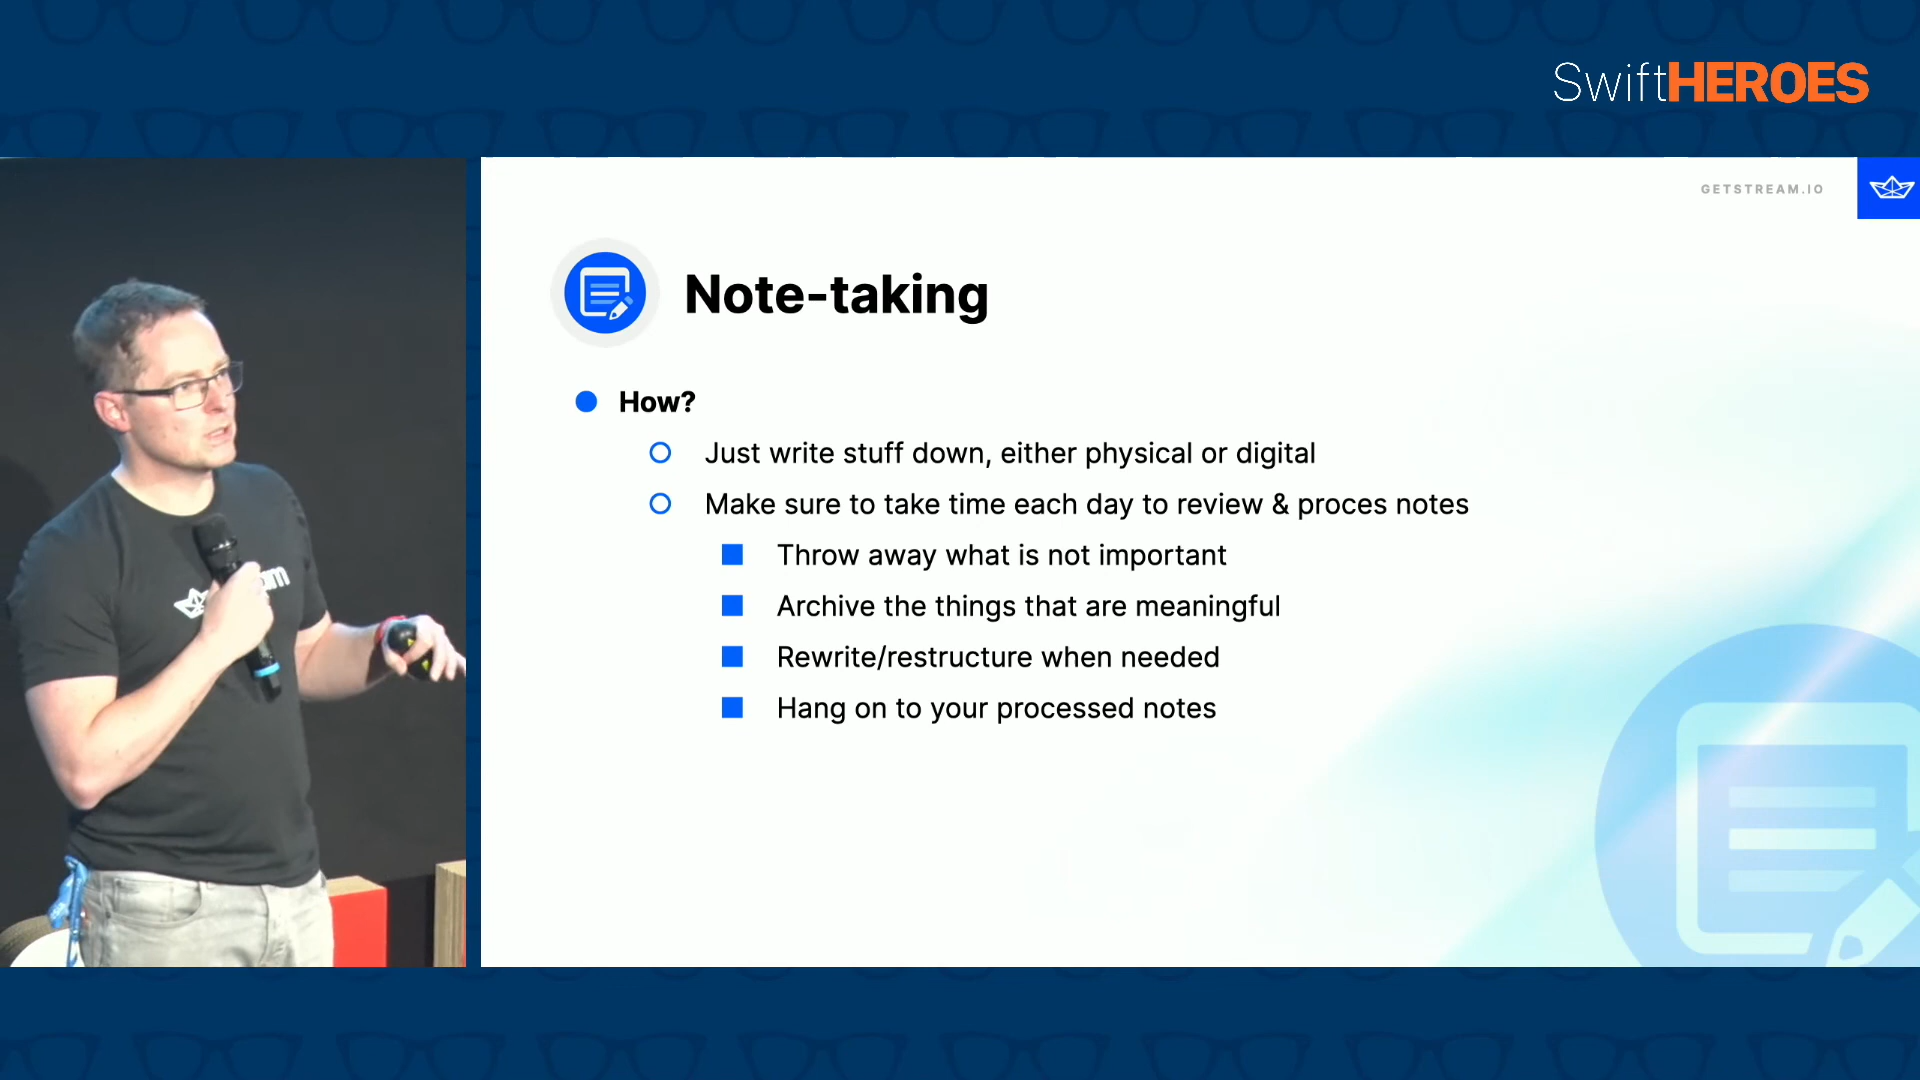 SwiftHEROES
GETSTREAM.IO
Note-taking
How?
Just write stuff down, either physical or digital
Make sure to take time each day to review & proces notes
Throw away what is not important
Archive the things that are meaningful
Rewrite/restructure when needed
Hang on to your processed notes